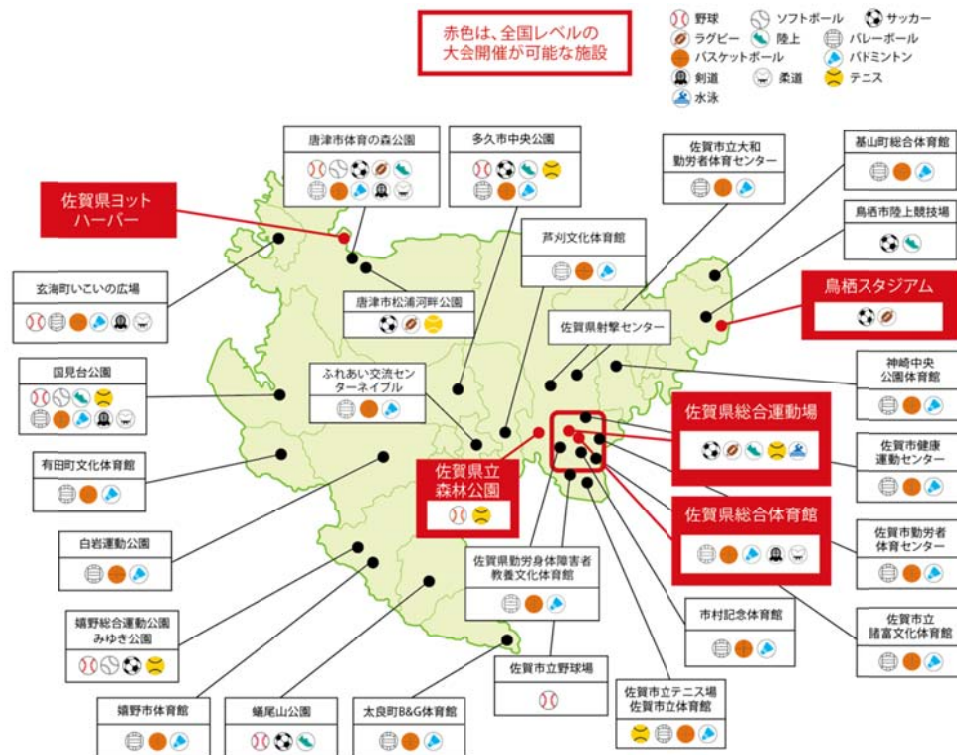 赤色は、全国レベルの
大会開催が可能な施設
野球 ソフトボール サッカー
ラグビー 陸上 バレーボール
バスケットボール バドミントン
剣道 柔道 テニス
水泳
唐津市体育の森公園
多久市中央公園
佐賀市立大和
勤労者体育センター
基山町総合体育館
佐賀県ヨット
ハーバー
芦刈文化体育館
鳥栖市陸上競技場
玄海町いこいの広場
唐津市松浦河畔公園
佐賀県射撃センター
鳥栖スタジアム
国見台公園
ふれあい交流セン
ターネイブル
神崎中央
公園体育館
佐賀県総合運動場
有田町文化体育館
佐賀県立
森林公園
佐賀市健康
運動センター
佐賀県総合体育館
白岩運動公園
佐賀県勤労身体障害者
教養文化体育館
佐賀市勤労者
体育センター
嬉野総合運動公園
みゆき公園
市村記念体育館
佐賀市立
諸富文化体育館
佐賀市立野球場
嬉野市体育館
蟻尾山公園
太良町B&G体育館
佐賀市立テニス場
佐賀市立体育館